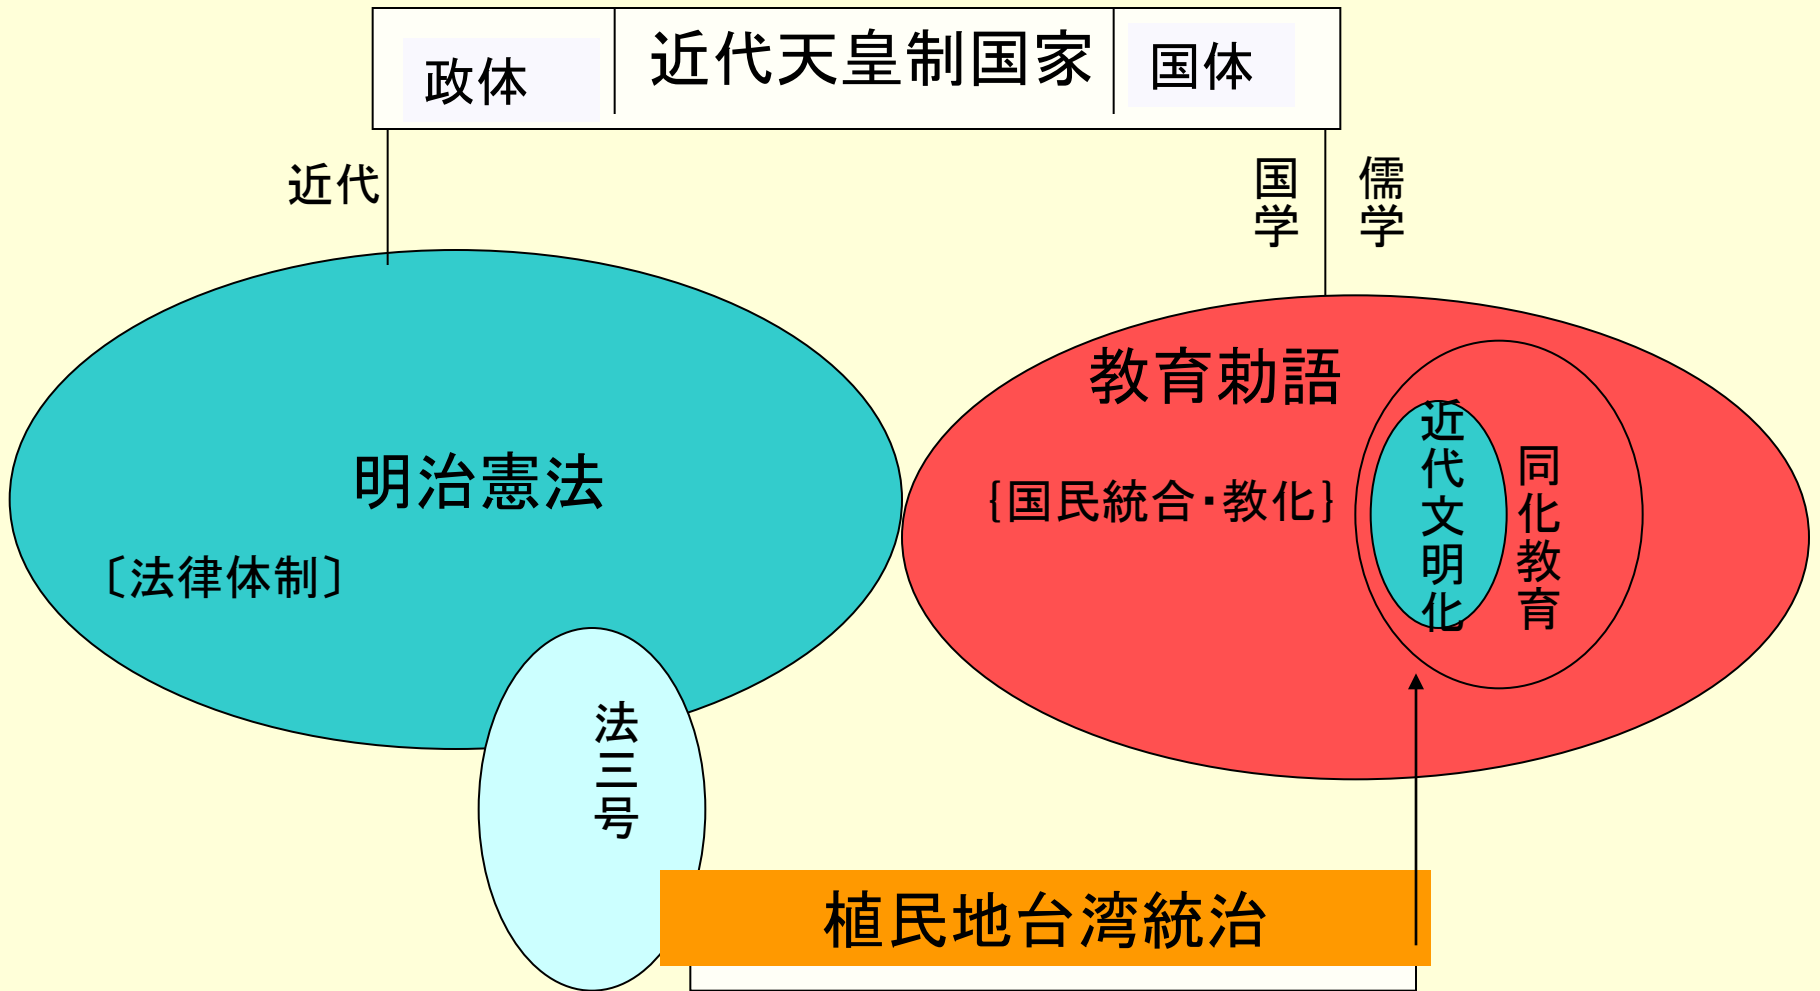 政体
近代天皇制国家
国体
近代
国学
儒学
明治憲法
〔法律体制〕
教育勅語
{国民統合・教化}
近代文明化
同化教育
法三号
植民地台湾統治